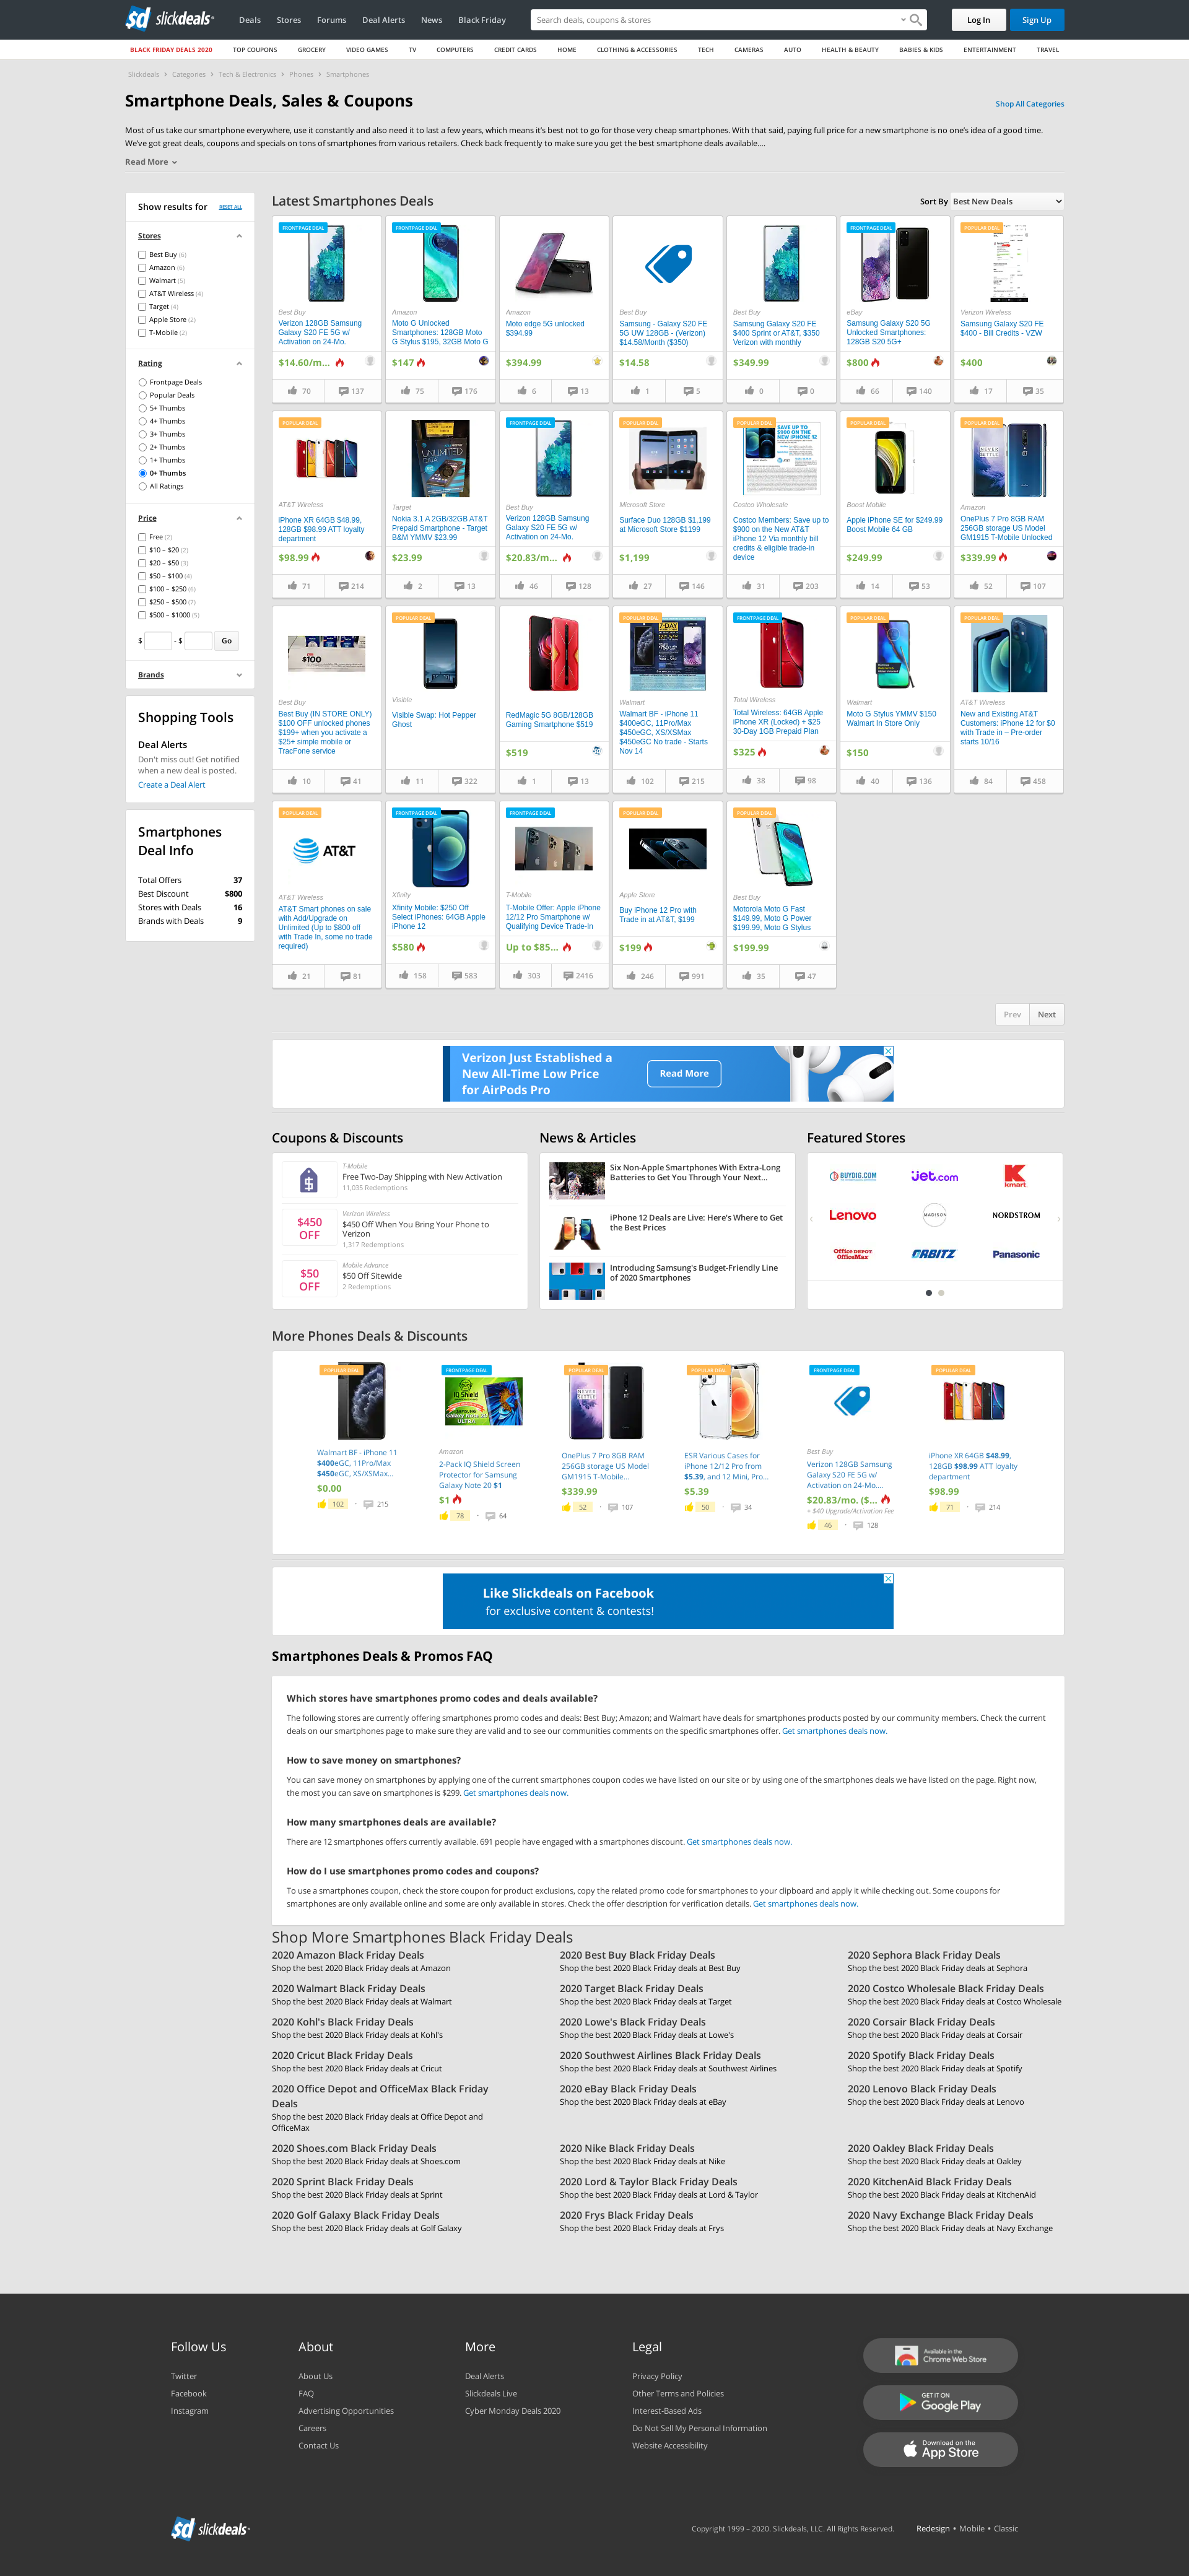 slickdeals
Deals
Stores
Forums
Deal Alerts
News
Black Friday
Search deals, coupons & stores
Log In
Sign Up
BLACK FRIDAY DEALS 2020
TOP COUPONS
GROCERY
VIDEO GAMES
TV
COMPUTERS
CREDIT CARDS
HOME
CLOTHING & ACCESSORIES
TECH
CAMERAS
AUTO
HEALTH & BEAUTY
BABIES & KIDS
ENTERTAINMENT
TRAVEL
Slickdeals > Categories > Tech & Electronics > Phones > Smartphones
Smartphone Deals, Sales & Coupons
Shop All Categories
Most of us take our smartphone everywhere, use it constantly and also need it to last a few years, which means it's best not to go for those very cheap smartphones. With that said, paying full price for a new smartphone is no one's idea of a good time.
We've got great deals, coupons and specials on tons of smartphones from various retailers. Check back frequently to make sure you get the best smartphone deals available....
Read More
Show results for
RESET ALL
Stores
Best Buy (6)
Amazon (6)
Walmart (5)
AT&T Wireless (4)
Target (4)
Apple Store (2)
T-Mobile (2)
Rating
Frontpage Deals
Popular Deals
5+ Thumbs
4+ Thumbs
3+ Thumbs
2+ Thumbs
1+ Thumbs
0+ Thumbs
All Ratings
Price
Free (2)
$10 – $20 (2)
$20 – $50 (3)
$50 – $100 (4)
$100 – $250 (6)
$250 – $500 (7)
$500 – $1000 (5)
$ - $ Go
Brands
Shopping Tools
Deal Alerts
Don't miss out! Get notified
when a new deal is posted.
Create a Deal Alert
Smartphones
Deal Info
Total Offers 37
Best Discount $800
Stores with Deals 16
Brands with Deals 9
Latest Smartphones Deals
Sort By Best New Deals
FRONTPAGE DEAL
Best Buy
Verizon 128GB Samsung
Galaxy S20 FE 5G w/
Activation on 24-Mo.
$14.60/m...
70
137
FRONTPAGE DEAL
Amazon
Moto G Unlocked
Smartphones: 128GB Moto
G Stylus $195, 32GB Moto G
$147
75
176
Amazon
Moto edge 5G unlocked
$394.99
$394.99
6
13
Best Buy
Samsung - Galaxy S20 FE
5G UW 128GB - (Verizon)
$14.58/Month ($350)
$14.58
1
5
Best Buy
Samsung Galaxy S20 FE
$400 Sprint or AT&T, $350
Verizon with monthly
$349.99
0
0
FRONTPAGE DEAL
eBay
Samsung Galaxy S20 5G
Unlocked Smartphones:
128GB S20 5G+
$800
66
140
POPULAR DEAL
Verizon Wireless
Samsung Galaxy S20 FE
$400 - Bill Credits - VZW
$400
17
35
POPULAR DEAL
AT&T Wireless
iPhone XR 64GB $48.99,
128GB $98.99 ATT loyalty
department
$98.99
71
214
UNLIMITED
Target
Nokia 3.1 A 2GB/32GB AT&T
Prepaid Smartphone - Target
B&M YMMV $23.99
$23.99
2
13
FRONTPAGE DEAL
Best Buy
Verizon 128GB Samsung
Galaxy S20 FE 5G w/
Activation on 24-Mo.
$20.83/m...
46
128
POPULAR DEAL
Microsoft Store
Surface Duo 128GB $1,199
at Microsoft Store $1199
$1,199
27
146
POPULAR DEAL
SAVE UP TO
$900 ON THE
NEW IPHONE 12
Costco Wholesale
Costco Members: Save up to
$900 on the New AT&T
iPhone 12 Via monthly bill
credits & eligible trade-in
device
31
203
POPULAR DEAL
Boost Mobile
Apple iPhone SE for $249.99
Boost Mobile 64 GB
$249.99
14
53
POPULAR DEAL
Amazon
OnePlus 7 Pro 8GB RAM
256GB storage US Model
GM1915 T-Mobile Unlocked
$339.99
52
107
$100
Best Buy
Best Buy (IN STORE ONLY)
$100 OFF unlocked phones
$199+ when you activate a
$25+ simple mobile or
TracFone service
10
41
POPULAR DEAL
Visible
Visible Swap: Hot Pepper
Ghost
11
322
RedMagic 5G 8GB/128GB
Gaming Smartphone $519
$519
1
13
POPULAR DEAL
Walmart
Walmart BF - iPhone 11
$400eGC, 11Pro/Max
$450eGC, XS/XSMax
$450eGC No trade - Starts
Nov 14
102
215
FRONTPAGE DEAL
Total Wireless
Total Wireless: 64GB Apple
iPhone XR (Locked) + $25
30-Day 1GB Prepaid Plan
$325
38
98
POPULAR DEAL
Walmart
Moto G Stylus YMMV $150
Walmart In Store Only
$150
40
136
POPULAR DEAL
AT&T Wireless
New and Existing AT&T
Customers: iPhone 12 for $0
with Trade in – Pre-order
starts 10/16
84
458
POPULAR DEAL
AT&T
AT&T Wireless
AT&T Smart phones on sale
with Add/Upgrade on
Unlimited (Up to $800 off
with Trade In, some no trade
required)
21
81
FRONTPAGE DEAL
Xfinity
Xfinity Mobile: $250 Off
Select iPhones: 64GB Apple
iPhone 12
$580
158
583
FRONTPAGE DEAL
T-Mobile
T-Mobile Offer: Apple iPhone
12/12 Pro Smartphone w/
Qualifying Device Trade-In
Up to $85...
303
2416
POPULAR DEAL
Apple Store
Buy iPhone 12 Pro with
Trade in at AT&T, $199
$199
246
991
POPULAR DEAL
Best Buy
Motorola Moto G Fast
$149.99, Moto G Power
$199.99, Moto G Stylus
$199.99
35
47
Prev
Next
Verizon Just Established a
New All-Time Low Price
for AirPods Pro
Read More
Coupons & Discounts
T-Mobile
Free Two-Day Shipping with New Activation
11,035 Redemptions
$450
OFF
Verizon Wireless
$450 Off When You Bring Your Phone to
Verizon
1,317 Redemptions
$50
OFF
Mobile Advance
$50 Off Sitewide
2 Redemptions
News & Articles
Six Non-Apple Smartphones With Extra-Long
Batteries to Get You Through Your Next...
iPhone 12 Deals are Live: Here's Where to Get
the Best Prices
Introducing Samsung's Budget-Friendly Line
of 2020 Smartphones
Featured Stores
BUYDIG.COM
jet.com
kmart
Lenovo
MADISON
NORDSTROM
Office DEPOT
OfficeMax
ORBITZ
Panasonic
More Phones Deals & Discounts
POPULAR DEAL
Walmart BF - iPhone 11
$400eGC, 11Pro/Max
$450eGC, XS/XSMax...
$0.00
102
215
FRONTPAGE DEAL
IQ Shield
Galaxy Note 20
ULTRA
Amazon
2-Pack IQ Shield Screen
Protector for Samsung
Galaxy Note 20 $1
$1
78
64
POPULAR DEAL
OnePlus 7 Pro 8GB RAM
256GB storage US Model
GM1915 T-Mobile...
$339.99
52
107
POPULAR DEAL
ESR Various Cases for
iPhone 12/12 Pro from
$5.39, and 12 Mini, Pro...
$5.39
50
34
FRONTPAGE DEAL
Best Buy
Verizon 128GB Samsung
Galaxy S20 FE 5G w/
Activation on 24-Mo....
$20.83/mo. ($...
+ $40 Upgrade/Activation Fee
46
128
POPULAR DEAL
iPhone XR 64GB $48.99,
128GB $98.99 ATT loyalty
department
$98.99
71
214
Like Slickdeals on Facebook
for exclusive content & contests!
Smartphones Deals & Promos FAQ
Which stores have smartphones promo codes and deals available?
The following stores are currently offering smartphones promo codes and deals: Best Buy; Amazon; and Walmart have deals for smartphones products posted by our community members. Check the current
deals on our smartphones page to make sure they are valid and to see our communities comments on the specific smartphones offer. Get smartphones deals now.
How to save money on smartphones?
You can save money on smartphones by applying one of the current smartphones coupon codes we have listed on our site or by using one of the smartphones deals we have listed on the page. Right now,
the most you can save on smartphones is $299. Get smartphones deals now.
How many smartphones deals are available?
There are 12 smartphones offers currently available. 691 people have engaged with a smartphones discount. Get smartphones deals now.
How do I use smartphones promo codes and coupons?
To use a smartphones coupon, check the store coupon for product exclusions, copy the related promo code for smartphones to your clipboard and apply it while checking out. Some coupons for
smartphones are only available online and some are only available in stores. Check the offer description for verification details. Get smartphones deals now.
Shop More Smartphones Black Friday Deals
2020 Amazon Black Friday Deals
Shop the best 2020 Black Friday deals at Amazon
2020 Best Buy Black Friday Deals
Shop the best 2020 Black Friday deals at Best Buy
2020 Sephora Black Friday Deals
Shop the best 2020 Black Friday deals at Sephora
2020 Walmart Black Friday Deals
Shop the best 2020 Black Friday deals at Walmart
2020 Target Black Friday Deals
Shop the best 2020 Black Friday deals at Target
2020 Costco Wholesale Black Friday Deals
Shop the best 2020 Black Friday deals at Costco Wholesale
2020 Kohl's Black Friday Deals
Shop the best 2020 Black Friday deals at Kohl's
2020 Lowe's Black Friday Deals
Shop the best 2020 Black Friday deals at Lowe's
2020 Corsair Black Friday Deals
Shop the best 2020 Black Friday deals at Corsair
2020 Cricut Black Friday Deals
Shop the best 2020 Black Friday deals at Cricut
2020 Southwest Airlines Black Friday Deals
Shop the best 2020 Black Friday deals at Southwest Airlines
2020 Spotify Black Friday Deals
Shop the best 2020 Black Friday deals at Spotify
2020 Office Depot and OfficeMax Black Friday
Deals
Shop the best 2020 Black Friday deals at Office Depot and
OfficeMax
2020 eBay Black Friday Deals
Shop the best 2020 Black Friday deals at eBay
2020 Lenovo Black Friday Deals
Shop the best 2020 Black Friday deals at Lenovo
2020 Shoes.com Black Friday Deals
Shop the best 2020 Black Friday deals at Shoes.com
2020 Nike Black Friday Deals
Shop the best 2020 Black Friday deals at Nike
2020 Oakley Black Friday Deals
Shop the best 2020 Black Friday deals at Oakley
2020 Sprint Black Friday Deals
Shop the best 2020 Black Friday deals at Sprint
2020 Lord & Taylor Black Friday Deals
Shop the best 2020 Black Friday deals at Lord & Taylor
2020 KitchenAid Black Friday Deals
Shop the best 2020 Black Friday deals at KitchenAid
2020 Golf Galaxy Black Friday Deals
Shop the best 2020 Black Friday deals at Golf Galaxy
2020 Frys Black Friday Deals
Shop the best 2020 Black Friday deals at Frys
2020 Navy Exchange Black Friday Deals
Shop the best 2020 Black Friday deals at Navy Exchange
Follow Us
Twitter
Facebook
Instagram
About
About Us
FAQ
Advertising Opportunities
Careers
Contact Us
More
Deal Alerts
Slickdeals Live
Cyber Monday Deals 2020
Legal
Privacy Policy
Other Terms and Policies
Interest-Based Ads
Do Not Sell My Personal Information
Website Accessibility
Available in the
Chrome Web Store
GET IT ON
Google Play
Download on the
App Store
slickdeals
Copyright 1999 – 2020. Slickdeals, LLC. All Rights Reserved.
Redesign • Mobile • Classic